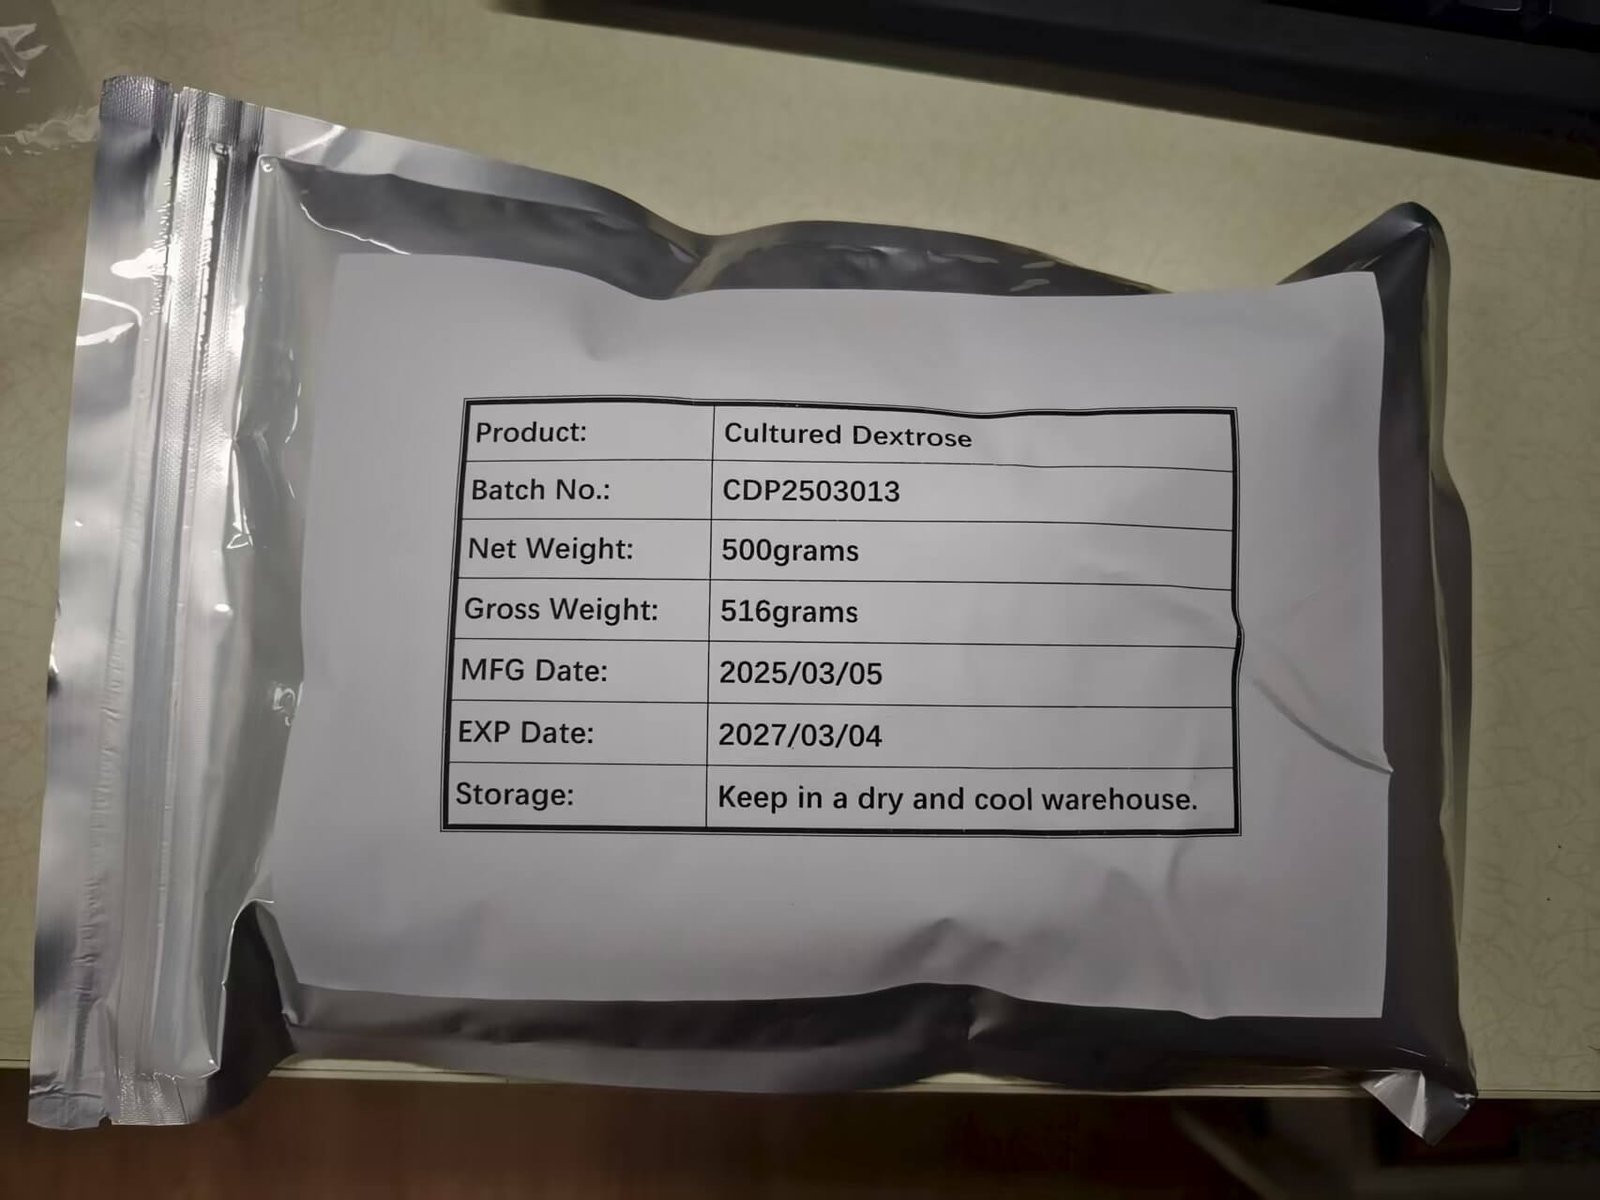 Product: Cultured Dextrose
Batch No.: CDP2503013
Net Weight: 500grams
Gross Weight: 516grams
MFG Date: 2025/03/05
EXP Date: 2027/03/04
Storage: Keep in a dry and cool warehouse.